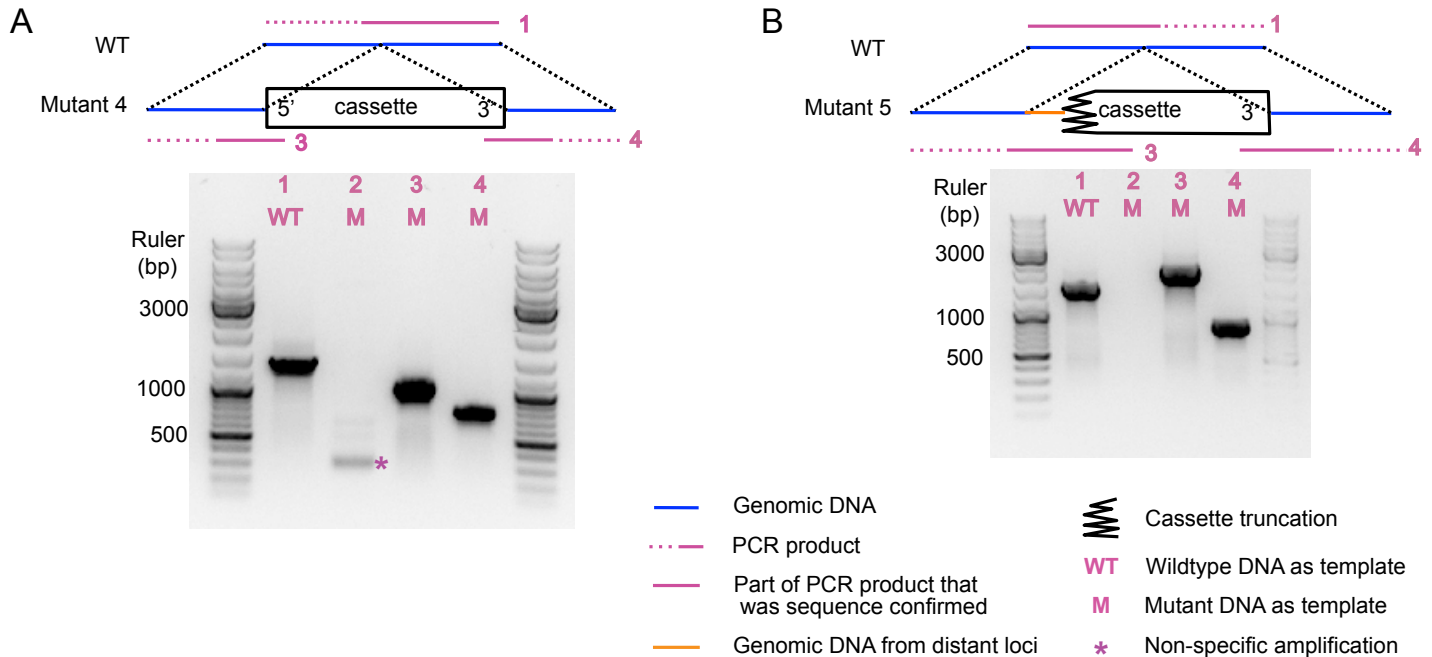 A
1
WT
Mutant 4
5’ cassette 3’
3
4
1 2 3 4
WT M M M
Ruler
(bp)
3000
1000
500
*
B
1
WT
Mutant 5
cassette 3’
3
4
1 2 3 4
WT M M M
Ruler
(bp)
3000
1000
500
Genomic DNA
PCR product
Part of PCR product that
was sequence confirmed
Genomic DNA from distant loci
Cassette truncation
WT Wildtype DNA as template
M Mutant DNA as template
* Non-specific amplification